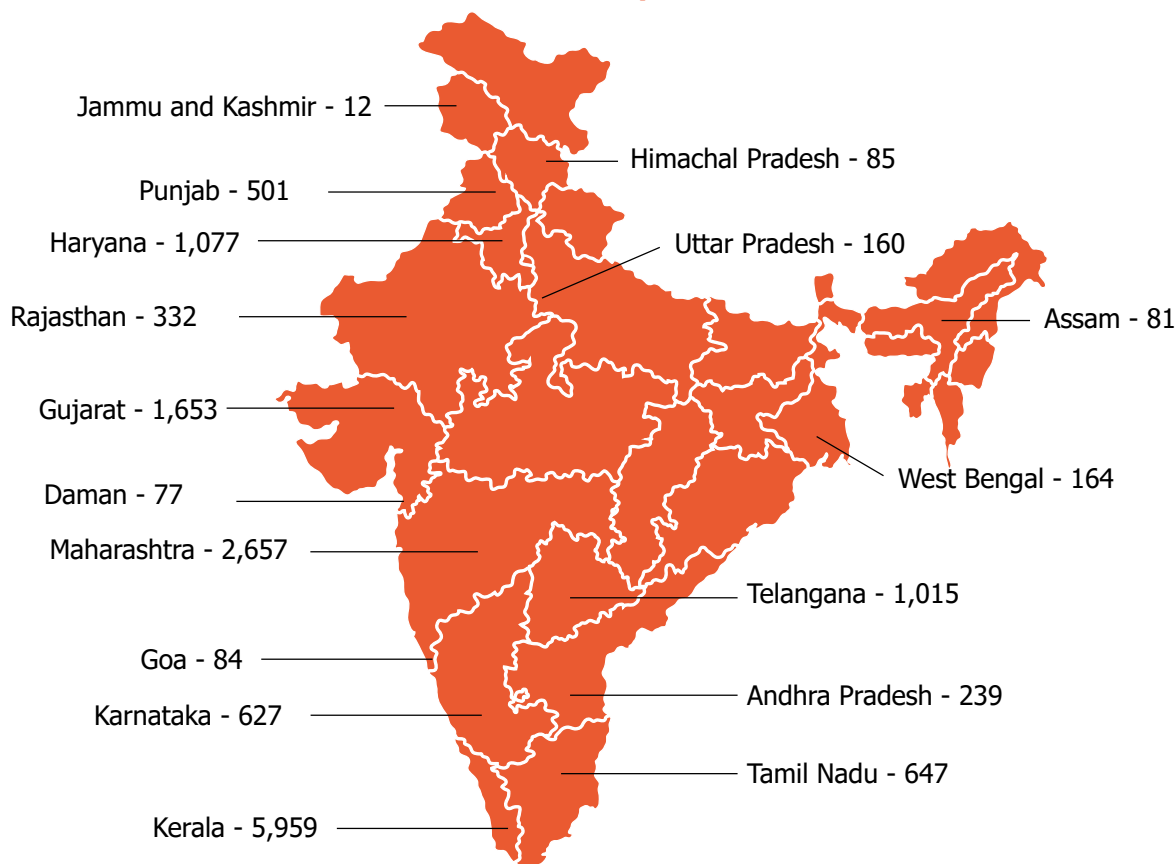 Jammu and Kashmir - 12
Himachal Pradesh - 85
Punjab - 501
Haryana - 1,077
Uttar Pradesh - 160
Rajasthan - 332
Assam - 81
Gujarat - 1,653
West Bengal - 164
Daman - 77
Maharashtra - 2,657
Telangana - 1,015
Goa - 84
Andhra Pradesh - 239
Karnataka - 627
Tamil Nadu - 647
Kerala - 5,959